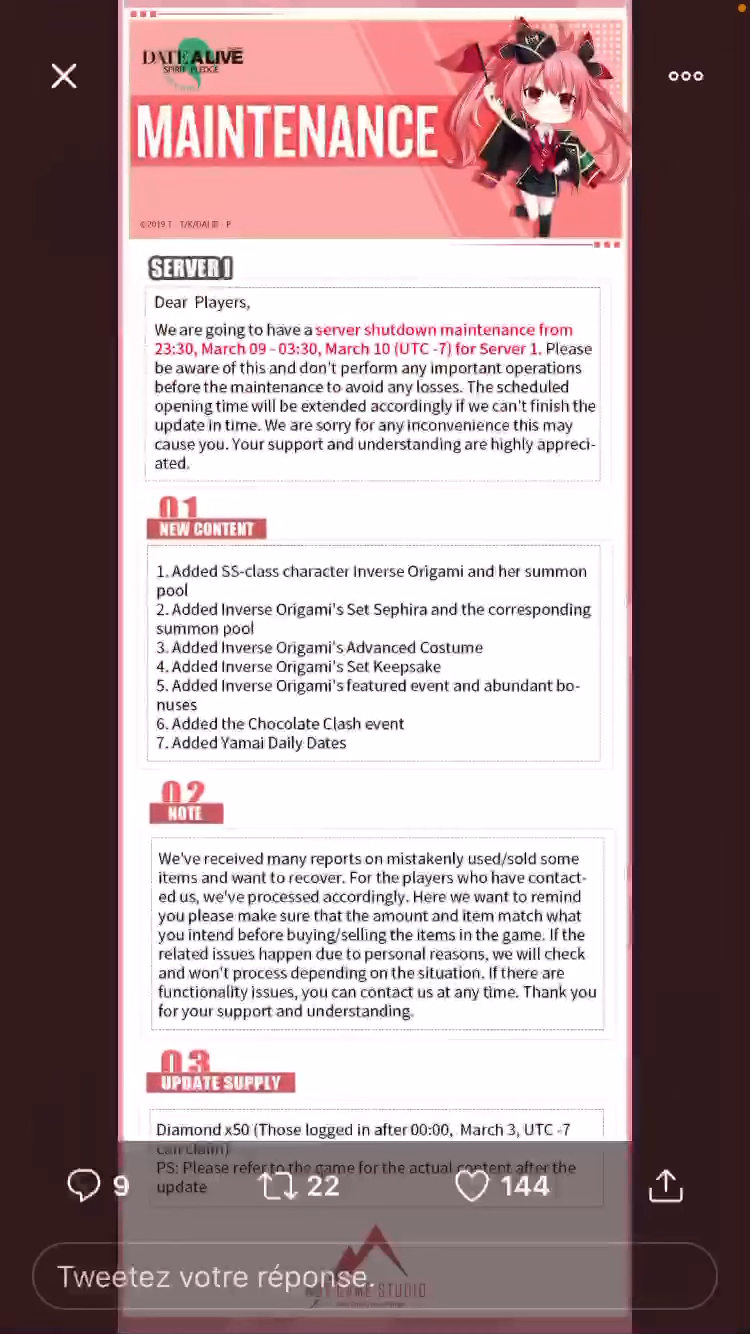 DATE A LIVE
SPIRIT PLEDGE
MAINTENANCE
SERVER 1
Dear Players,
We are going to have a server shutdown maintenance from
23:30, March 09 - 03:30, March 10 (UTC -7) for Server 1. Please
be aware of this and don't perform any important operations
before the maintenance to avoid any losses. The scheduled
opening time will be extended accordingly if we can't finish the
update in time. We are sorry for any inconvenience this may
cause you. Your support and understanding are highly appreci-
ated.
01
NEW CONTENT
1. Added SS-class character Inverse Origami and her summon
pool
2. Added Inverse Origami's Set Sephira and the corresponding
summon pool
3. Added Inverse Origami's Advanced Costume
4. Added Inverse Origami's Set Keepsake
5. Added Inverse Origami's featured event and abundant bo-
nuses
6. Added the Chocolate Clash event
7. Added Yamai Daily Dates
02
NOTE
We've received many reports on mistakenly used/sold some
items and want to recover. For the players who have contact-
ed us, we've processed accordingly. Here we want to remind
you please make sure that the amount and item match what
you intend before buying/selling the items in the game. If the
related issues happen due to personal reasons, we will check
and won't process depending on the situation. If there are
functionality issues, you can contact us at any time. Thank you
for your support and understanding.
03
UPDATE SUPPLY
Diamond x50 (Those logged in after 00:00, March 3, UTC -7
can claim)
PS: Please refer to the game for the actual content after the
update
9
22
144
Tweetez votre réponse.
GAME STUDIO